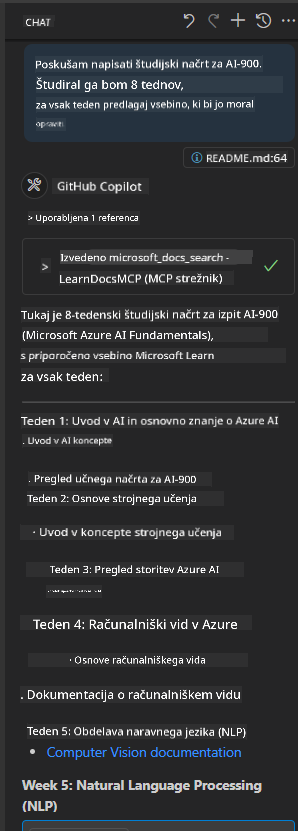 CHAT
Poskušam napisati študijski načrt za AI-900.
Študiral ga bom 8 tednov,
za vsak teden predlagaj vsebino, ki bi jo moral
opraviti
README.md:64
GitHub Copilot
> Uporabljena 1 referenca
> Izvedeno microsoft_docs_search -
LearnDocsMCP (MCP strežnik)
Tukaj je 8-tedenski študijski načrt za izpit AI-900
(Microsoft Azure AI Fundamentals),
s priporočeno vsebino Microsoft Learn
za vsak teden:
Teden 1: Uvod v AI in osnovno znanje o Azure AI
. Uvod v AI koncepte
. Pregled učnega načrta za AI-900
Teden 2: Osnove strojnega učenja
· Uvod v koncepte strojnega učenja
Teden 3: Pregled storitev Azure AI
Teden 4: Računalniški vid v Azure
· Osnove računalniškega vida
. Dokumentacija o računalniškem vidu
Teden 5: Obdelava naravnega jezika (NLP)
• Computer Vision documentation
Week 5: Natural Language Processing
(NLP)